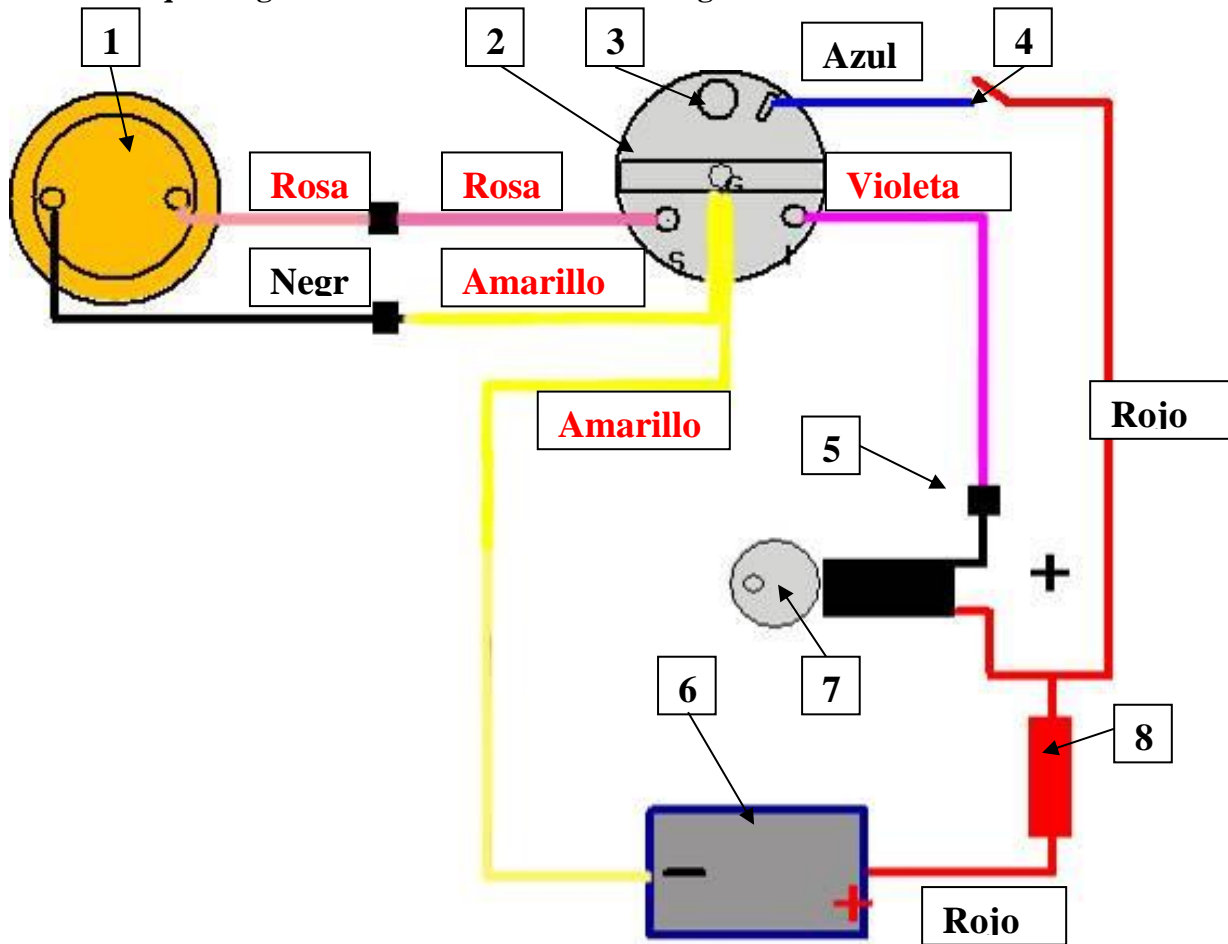 1
2
3
4
Azul
Rosa
Rosa
Violeta
G
S
I
Negr
Amarillo
Amarillo
Rojo
5
+
6
7
8
−
+
Rojo